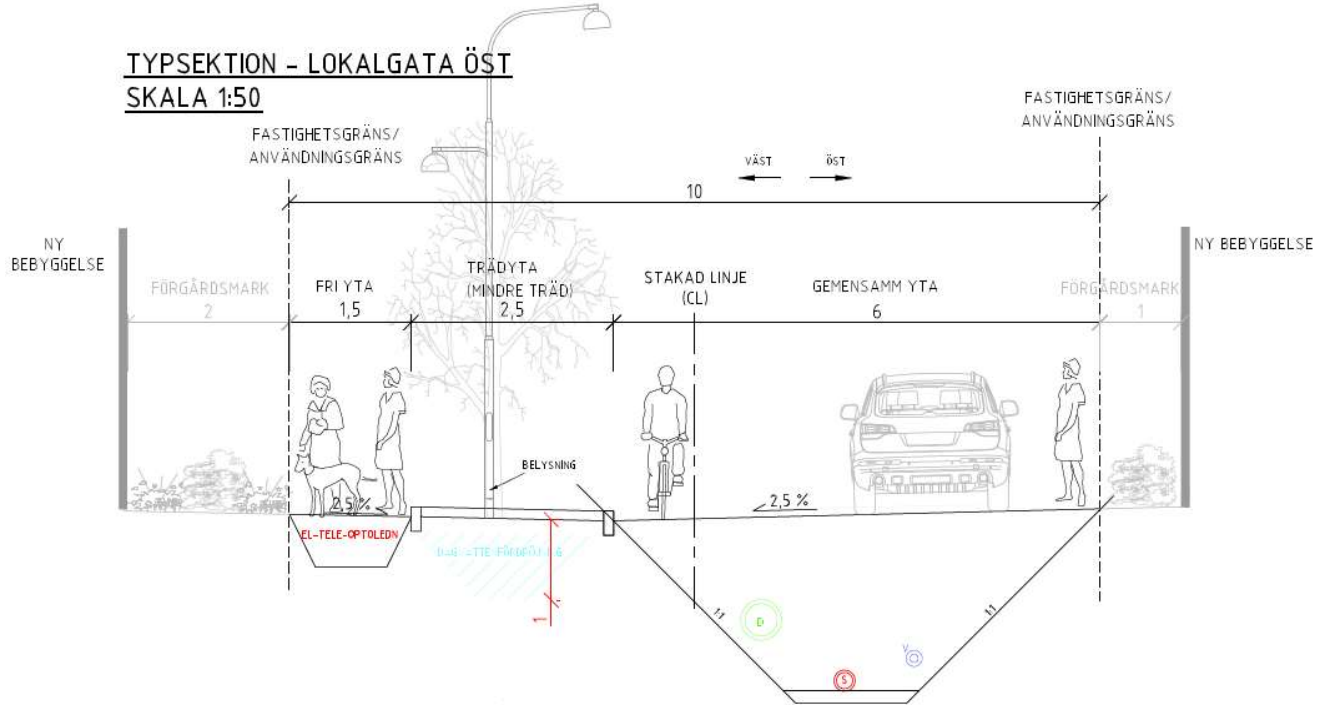 TYPSEKTION - LOKALGATA ÖST
SKALA 1:50
FASTIGHETSGRÄNS/
ANVÄNDNINGSGRÄNS
FASTIGHETSGRÄNS/
ANVÄNDNINGSGRÄNS
VÄST
ÖST
10
NY
BEBYGGELSE
NY BEBYGGELSE
FÖRGÅRDSMARK
2
FRI YTA
1,5
TRÄDYTA
(MINDRE TRÄD)
2,5
STAKAD LINJE
(CL)
GEMENSAMM YTA
6
FÖRGÅRDSMARK
1
BELYSNING
2,5 %
2,5 %
EL-TELE-OPTOLEDN
1
1:1
1:1
D
V
S